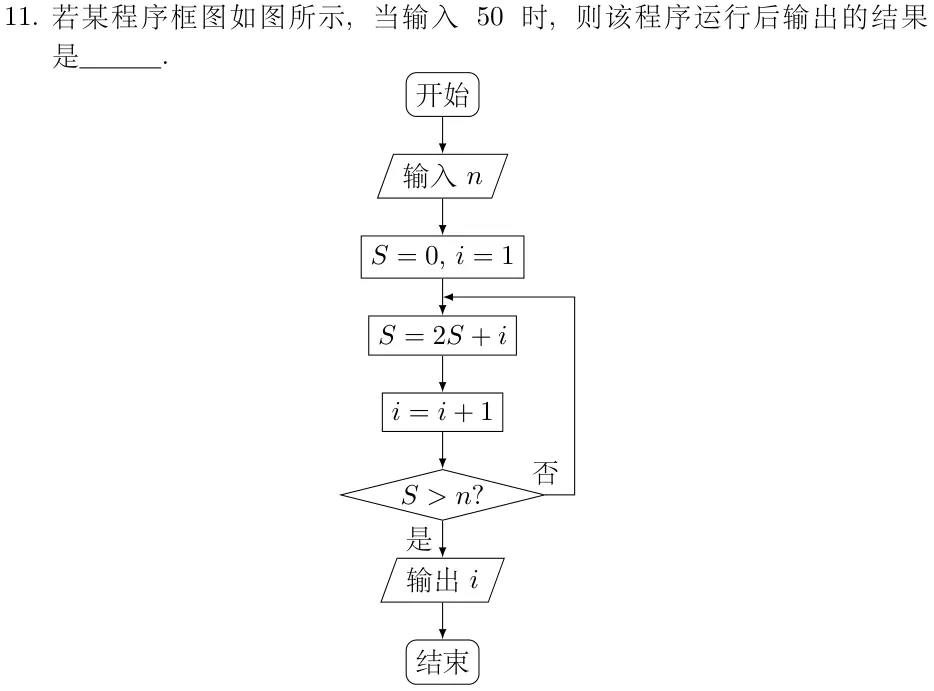 11. 若某程序框图如图所示, 当输入 50 时, 则该程序运行后输出的结果
是______.
开始
输入 n
S = 0, i = 1
S = 2S + i
i = i + 1
否
S > n?
是
输出 i
结束